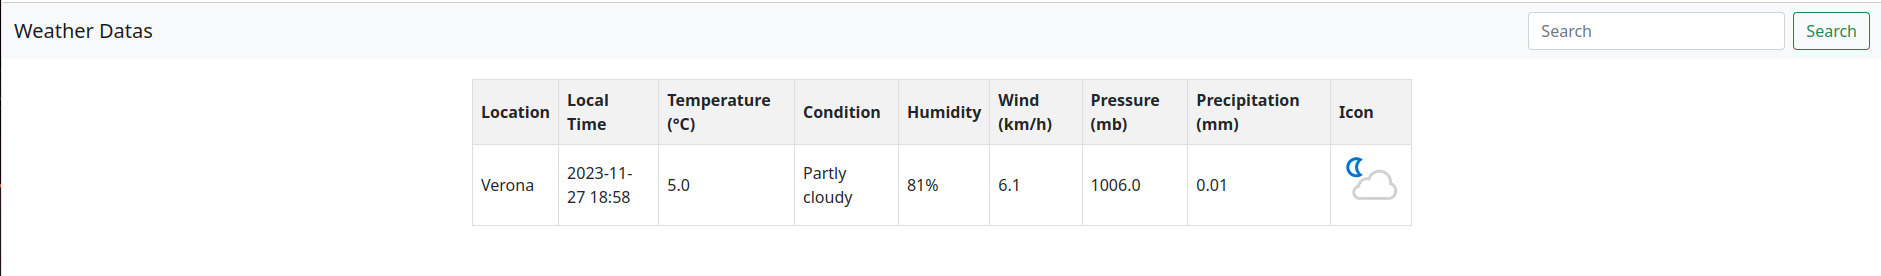 Weather Datas
Search
Search
Location
Local
Time
Temperature
(°C)
Condition
Humidity
Wind
(km/h)
Pressure
(mb)
Precipitation
(mm)
Icon
Verona
2023-11-
27 18:58
5.0
Partly
cloudy
81%
6.1
1006.0
0.01